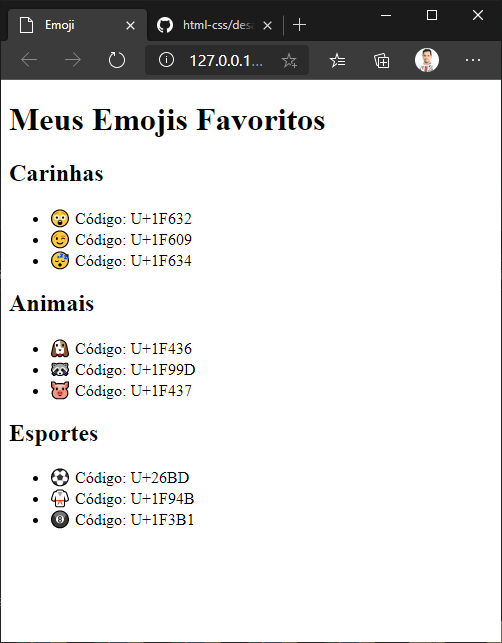 Emoji
html-css/desa
127.0.0.1...
Meus Emojis Favoritos
Carinhas
😲 Código: U+1F632
😉 Código: U+1F609
😴 Código: U+1F634
Animais
🐶 Código: U+1F436
🦝 Código: U+1F99D
🐷 Código: U+1F437
Esportes
⚽ Código: U+26BD
🥋 Código: U+1F94B
🎱 Código: U+1F3B1